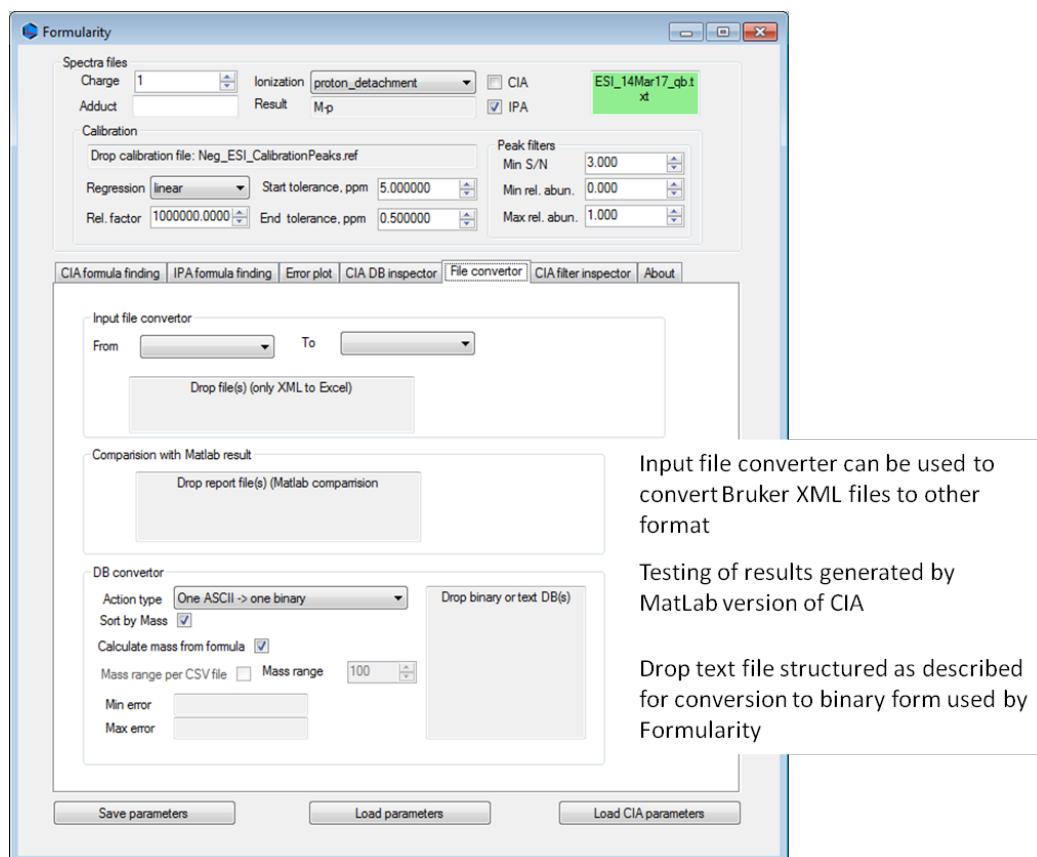 Formularity
Spectra files
Charge 1 Ionization proton_detachment CIA ESI_14Mar17_qb.t
xt
Adduct Result M-p IPA
Calibration
Drop calibration file: Neg_ESI_CalibrationPeaks.ref
Peak filters
Min S/N 3.000
Regression linear Start tolerance, ppm 5.000000 Min rel. abun. 0.000
Rel. factor 1000000.0000 End tolerance, ppm 0.500000 Max rel. abun. 1.000
CIA formula finding IPA formula finding Error plot CIA DB inspector File convertor CIA filter inspector About
Input file convertor
From To
Drop file(s) (only XML to Excel)
Comparision with Matlab result
Drop report file(s) (Matlab comparrision
DB convertor
Action type One ASCII -> one binary Drop binary or text DB(s)
Sort by Mass
Calculate mass from formula
Mass range per CSV file Mass range 100
Min error
Max error
Save parameters Load parameters Load CIA parameters
Input file converter can be used to
convert Bruker XML files to other
format
Testing of results generated by
MatLab version of CIA
Drop text file structured as described
for conversion to binary form used by
Formularity